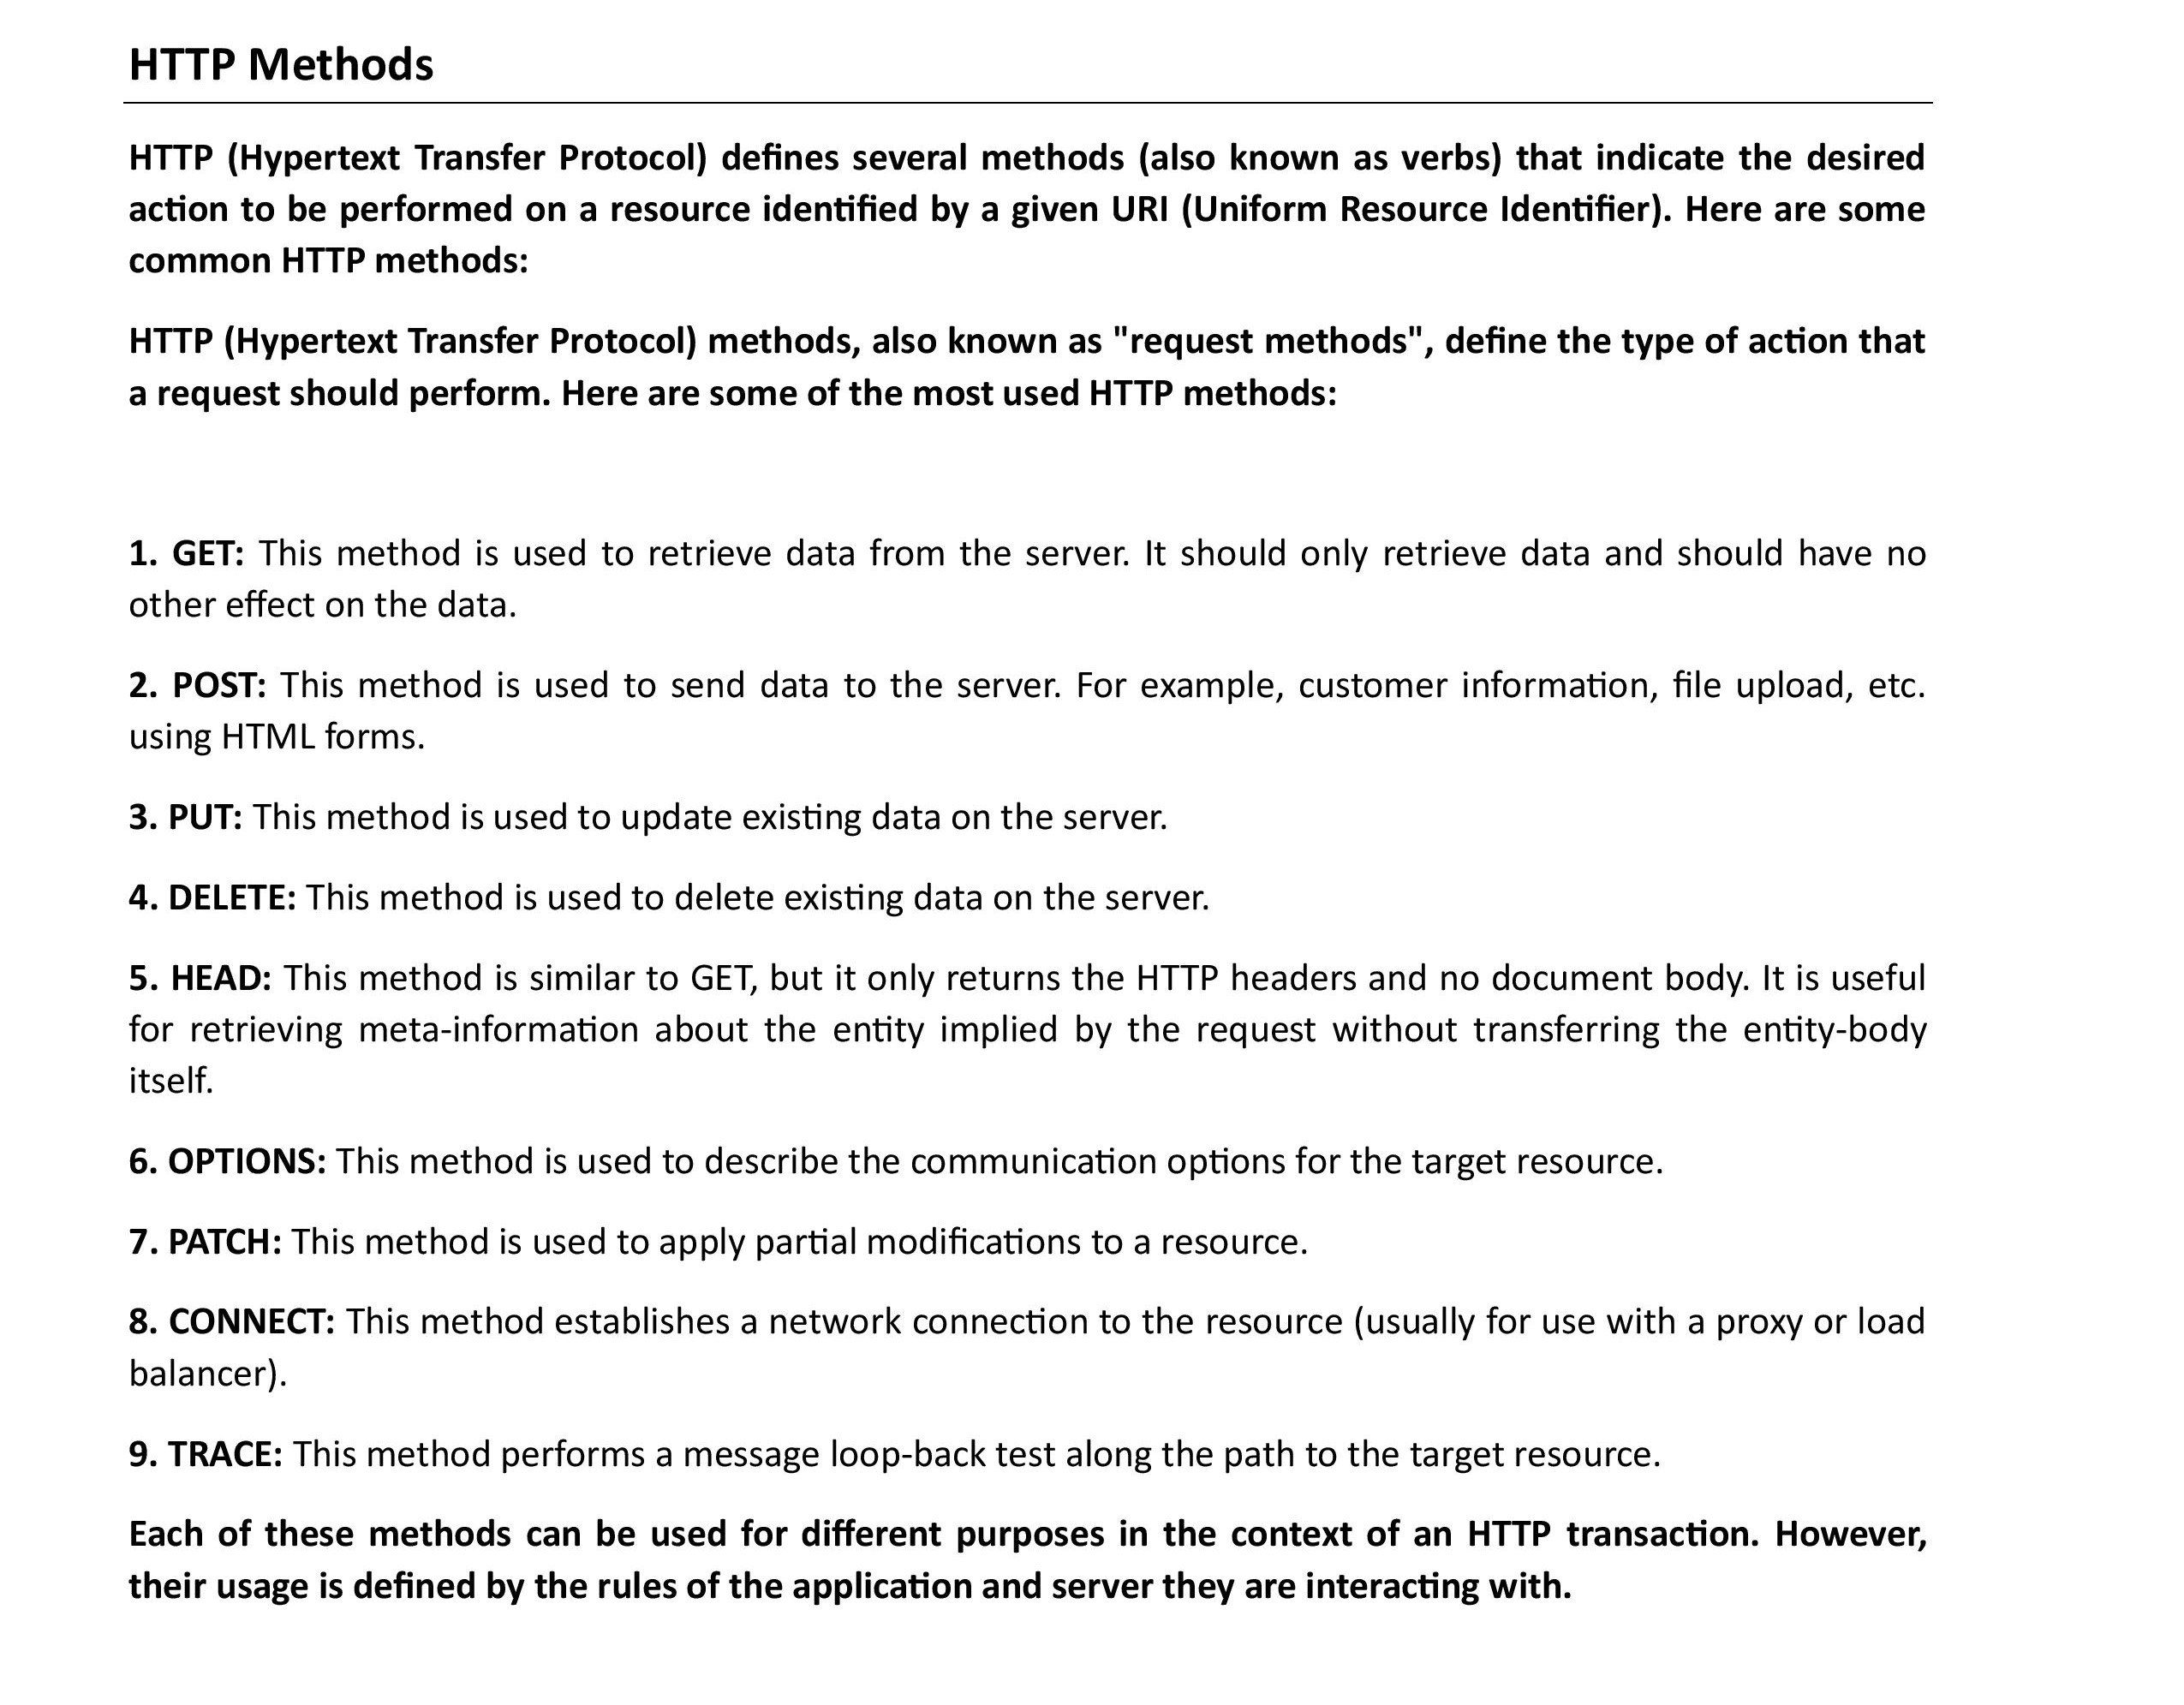 HTTP Methods
HTTP (Hypertext Transfer Protocol) defines several methods (also known as verbs) that indicate the desired
action to be performed on a resource identified by a given URI (Uniform Resource Identifier). Here are some
common HTTP methods:
HTTP (Hypertext Transfer Protocol) methods, also known as "request methods", define the type of action that
a request should perform. Here are some of the most used HTTP methods:
1. GET: This method is used to retrieve data from the server. It should only retrieve data and should have no
other effect on the data.
2. POST: This method is used to send data to the server. For example, customer information, file upload, etc.
using HTML forms.
3. PUT: This method is used to update existing data on the server.
4. DELETE: This method is used to delete existing data on the server.
5. HEAD: This method is similar to GET, but it only returns the HTTP headers and no document body. It is useful
for retrieving meta-information about the entity implied by the request without transferring the entity-body
itself.
6. OPTIONS: This method is used to describe the communication options for the target resource.
7. PATCH: This method is used to apply partial modifications to a resource.
8. CONNECT: This method establishes a network connection to the resource (usually for use with a proxy or load
balancer).
9. TRACE: This method performs a message loop-back test along the path to the target resource.
Each of these methods can be used for different purposes in the context of an HTTP transaction. However,
their usage is defined by the rules of the application and server they are interacting with.